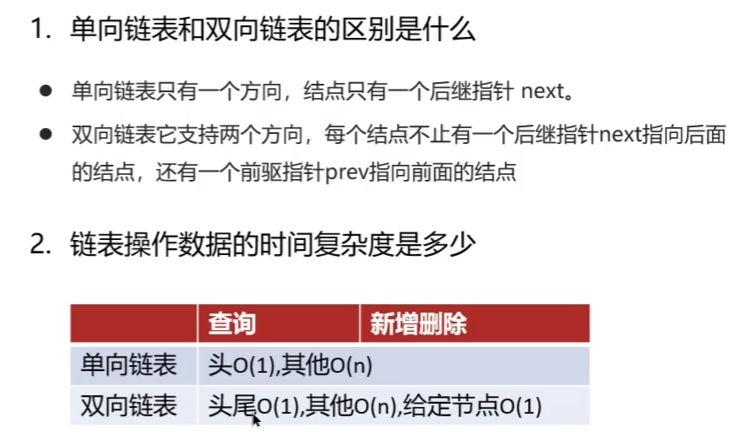 1. 单向链表和双向链表的区别是什么
● 单向链表只有一个方向，结点只有一个后继指针 next。
● 双向链表它支持两个方向，每个结点不止有一个后继指针next指向后面
的结点，还有一个前驱指针prev指向前面的结点
2. 链表操作数据的时间复杂度是多少
查询 新增删除
单向链表 头O(1),其他O(n)
双向链表 头尾O(1),其他O(n),给定节点O(1)